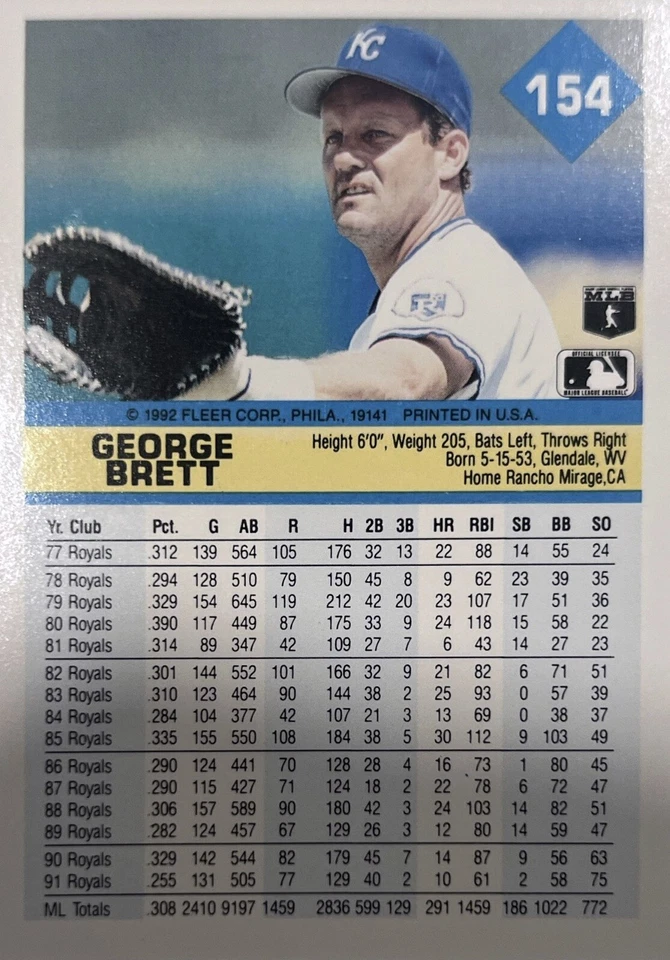 KC
154
MLB
OFFICIAL LICENSEE
MAJOR LEAGUE BASEBALL
© 1992 FLEER CORP., PHILA., 19141 PRINTED IN U.S.A.
GEORGE
BRETT
Height 6'0", Weight 205, Bats Left, Throws Right
Born 5-15-53, Glendale, WV
Home Rancho Mirage,CA
Yr. Club Pct. G AB R H 2B 3B HR RBI SB BB SO
77 Royals .312 139 564 105 176 32 13 22 88 14 55 24
78 Royals .294 128 510 79 150 45 8 9 62 23 39 35
79 Royals .329 154 645 119 212 42 20 23 107 17 51 36
80 Royals .390 117 449 87 175 33 9 24 118 15 58 22
81 Royals .314 89 347 42 109 27 7 6 43 14 27 23
82 Royals .301 144 552 101 166 32 9 21 82 6 71 51
83 Royals .310 123 464 90 144 38 2 25 93 0 57 39
84 Royals .284 104 377 42 107 21 3 13 69 0 38 37
85 Royals .335 155 550 108 184 38 5 30 112 9 103 49
86 Royals .290 124 441 70 128 28 4 16 73 1 80 45
87 Royals .290 115 427 71 124 18 2 22 78 6 72 47
88 Royals .306 157 589 90 180 42 3 24 103 14 82 51
89 Royals .282 124 457 67 129 26 3 12 80 14 59 47
90 Royals .329 142 544 82 179 45 7 14 87 9 56 63
91 Royals .255 131 505 77 129 40 2 10 61 2 58 75
ML Totals .308 2410 9197 1459 2836 599 129 291 1459 186 1022 772